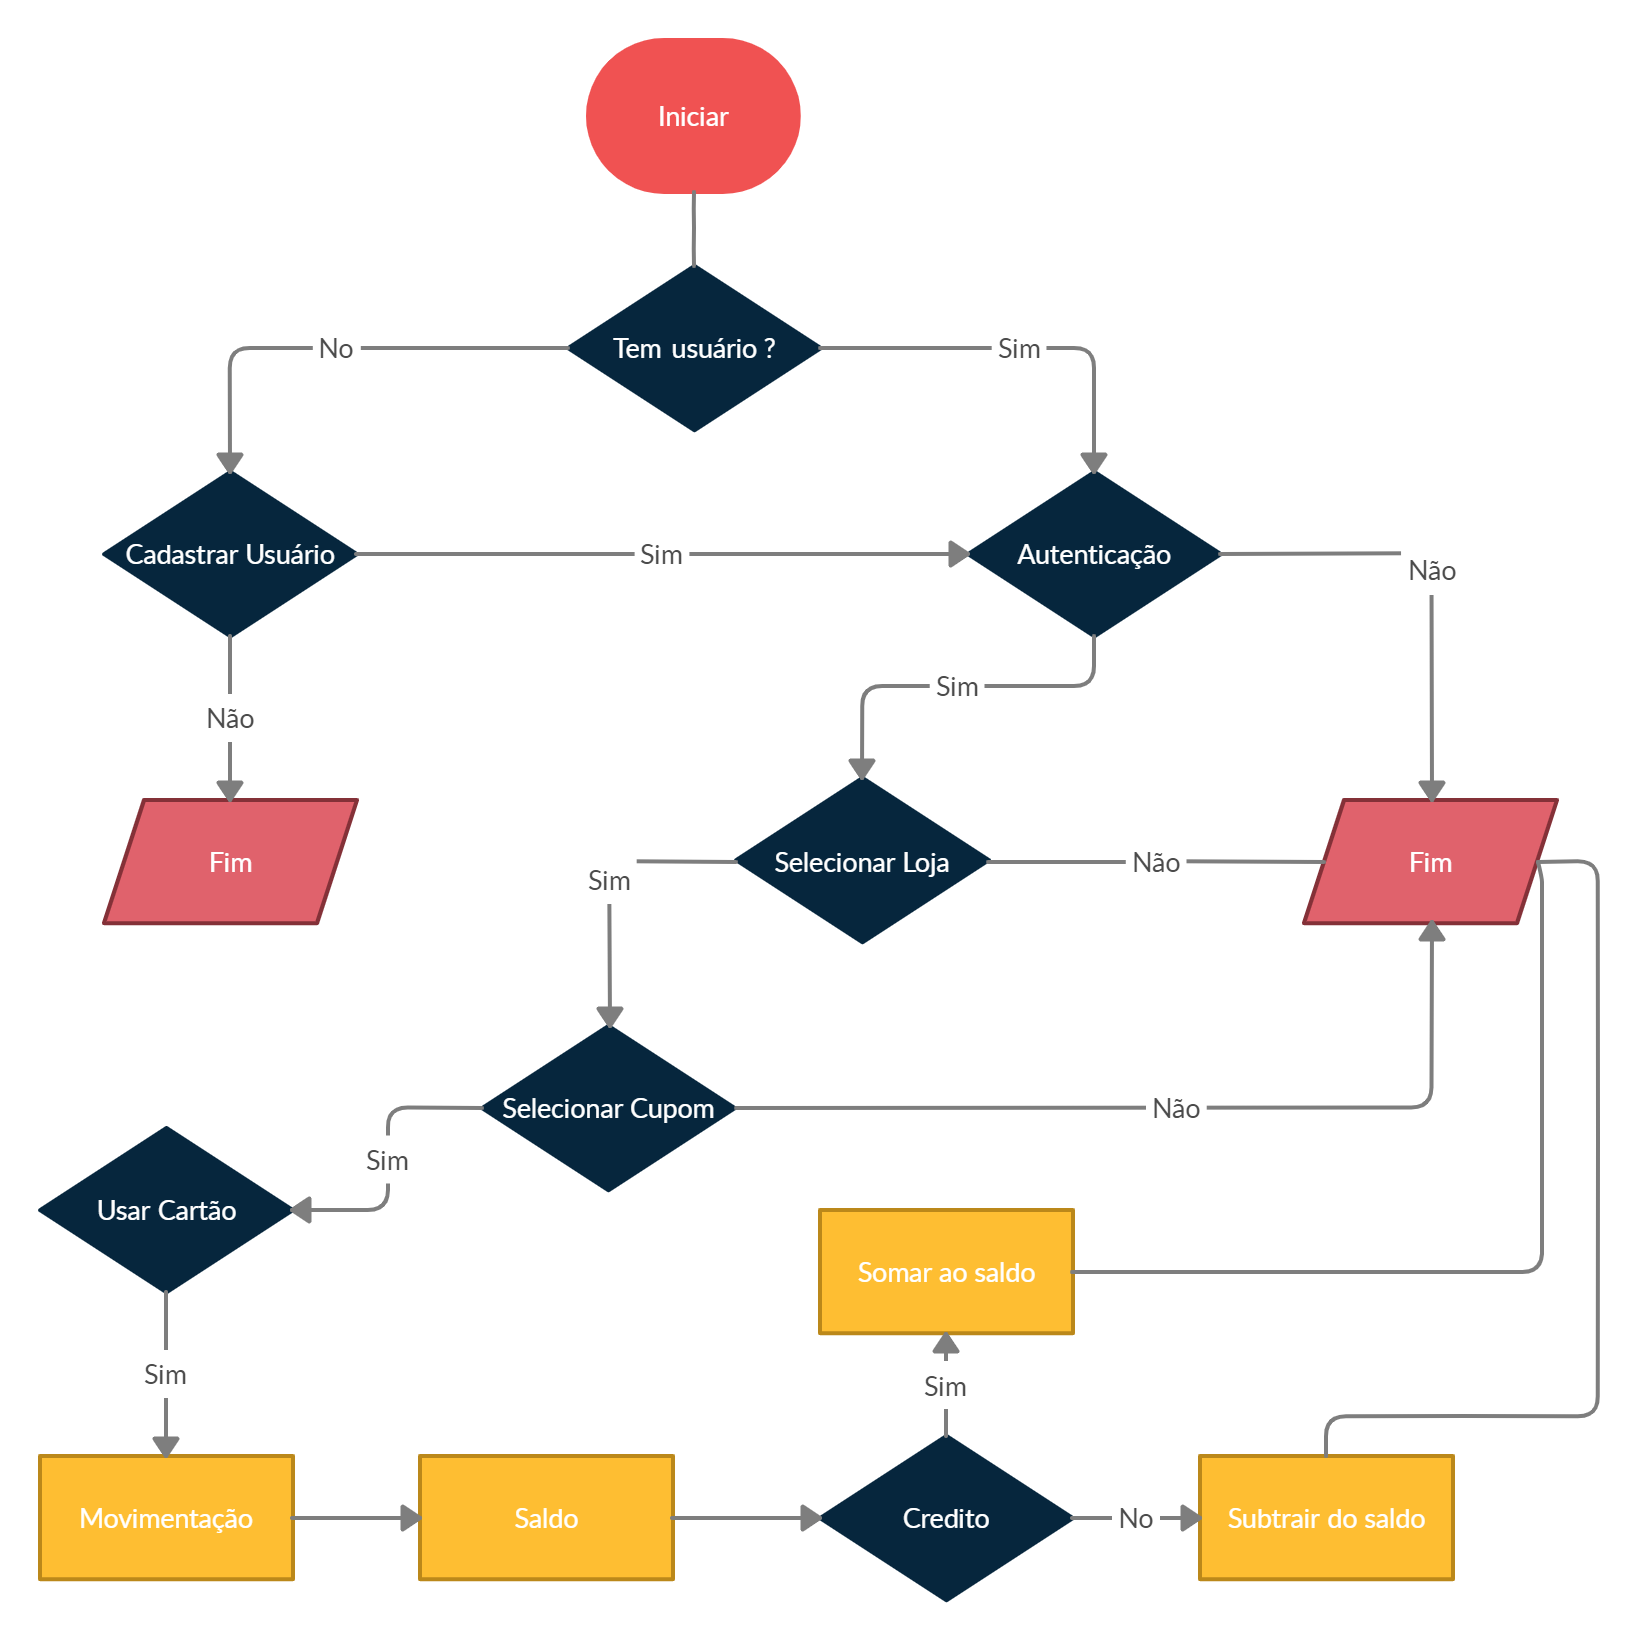 Iniciar
Tem usuário ?
No
Sim
Cadastrar Usuário
Sim
Autenticação
Não
Sim
Não
Fim
Selecionar Loja
Não
Fim
Sim
Selecionar Cupom
Não
Sim
Usar Cartão
Somar ao saldo
Sim
Sim
Movimentação
Saldo
Credito
No
Subtrair do saldo